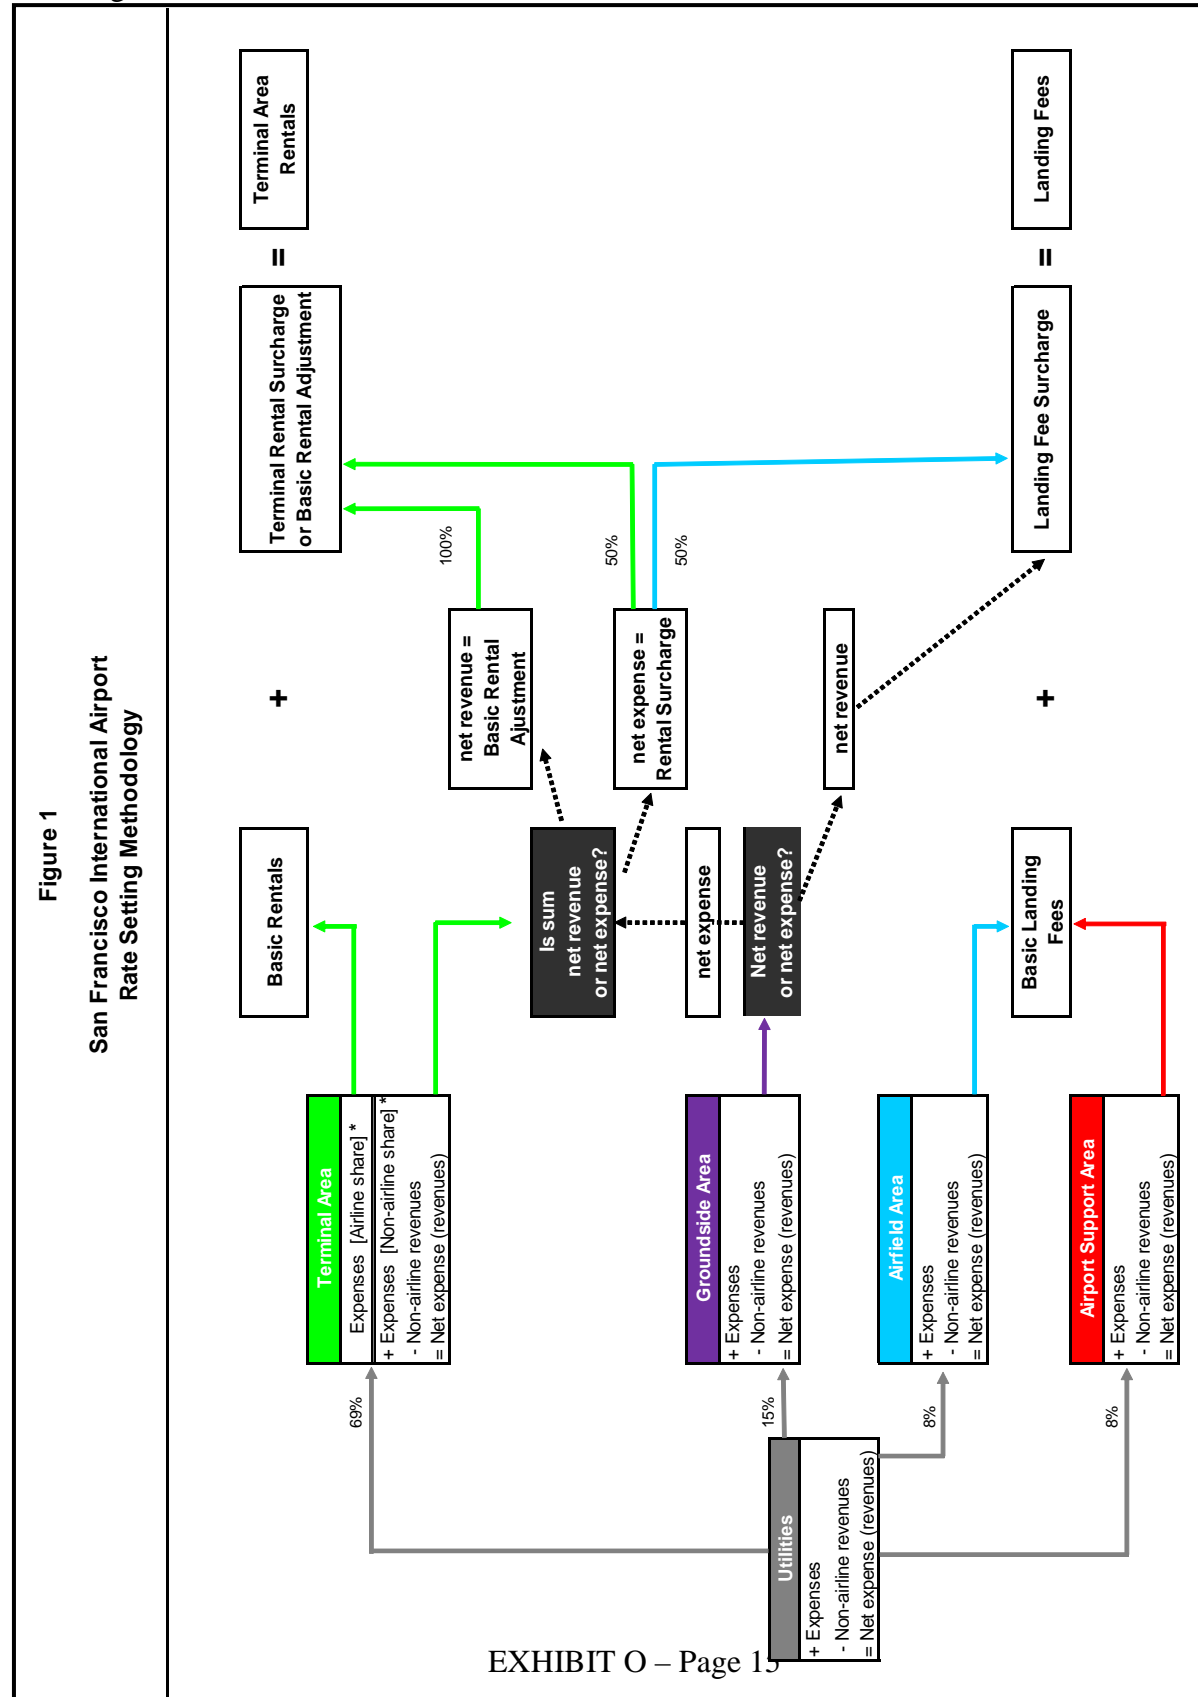 Figure 1
San Francisco International Airport
Rate Setting Methodology
Utilities
+ Expenses
- Non-airline revenues
= Net expense (revenues)
69%
15%
8%
8%
Terminal Area
Expenses [Airline share] *
+ Expenses [Non-airline share] *
- Non-airline revenues
= Net expense (revenues)
Groundside Area
+ Expenses
- Non-airline revenues
= Net expense (revenues)
Airfield Area
+ Expenses
- Non-airline revenues
= Net expense (revenues)
Airport Support Area
+ Expenses
- Non-airline revenues
= Net expense (revenues)
Basic Rentals
Is sum
net revenue
or net expense?
net expense
Net revenue
or net expense?
Basic Landing
Fees
+
net revenue =
Basic Rental
Ajustment
net expense =
Rental Surcharge
net revenue
+
100%
50%
50%
Terminal Rental Surcharge
or Basic Rental Adjustment
Landing Fee Surcharge
=
=
Terminal Area
Rentals
Landing Fees
EXHIBIT O – Page 15